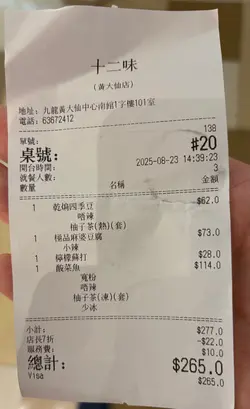 十二味
(黃大仙店)
地址: 九龍黃大仙中心南館1字樓101室
電話: 63672412
單號: 138
桌號: #20
開台時間: 2025-08-23 14:39:23
就餐人數: 3
數量 名稱 金額
1 乾煸四季豆 $62.0
唔辣
柚子茶(熱)(套)
1 極品麻婆豆腐 $73.0
小辣
1 檸檬蘇打 $28.0
1 酸菜魚 $114.0
寬粉
唔辣
柚子茶(凍)(套)
少冰
小計: $277.0
店長7折 -$22.0
服務費: $10.0
總計: $265.0
Visa $265.0